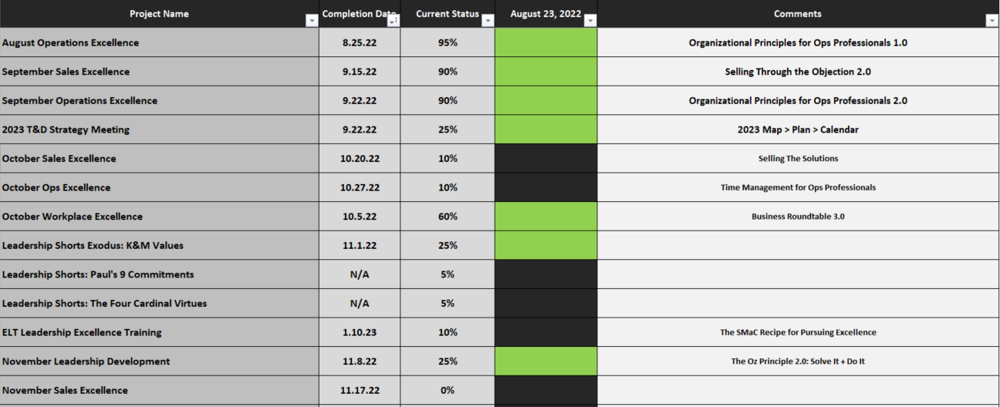 Project Name Completion Date Current Status August 23, 2022 Comments
August Operations Excellence 8.25.22 95% Organizational Principles for Ops Professionals 1.0
September Sales Excellence 9.15.22 90% Selling Through the Objection 2.0
September Operations Excellence 9.22.22 90% Organizational Principles for Ops Professionals 2.0
2023 T&D Strategy Meeting 9.22.22 25% 2023 Map > Plan > Calendar
October Sales Excellence 10.20.22 10% Selling The Solutions
October Ops Excellence 10.27.22 10% Time Management for Ops Professionals
October Workplace Excellence 10.5.22 60% Business Roundtable 3.0
Leadership Shorts Exodus: K&M Values 11.1.22 25%
Leadership Shorts: Paul's 9 Commitments N/A 5%
Leadership Shorts: The Four Cardinal Virtues N/A 5%
ELT Leadership Excellence Training 1.10.23 10% The SMaC Recipe for Pursuing Excellence
November Leadership Development 11.8.22 25% The Oz Principle 2.0: Solve It + Do It
November Sales Excellence 11.17.22 0%